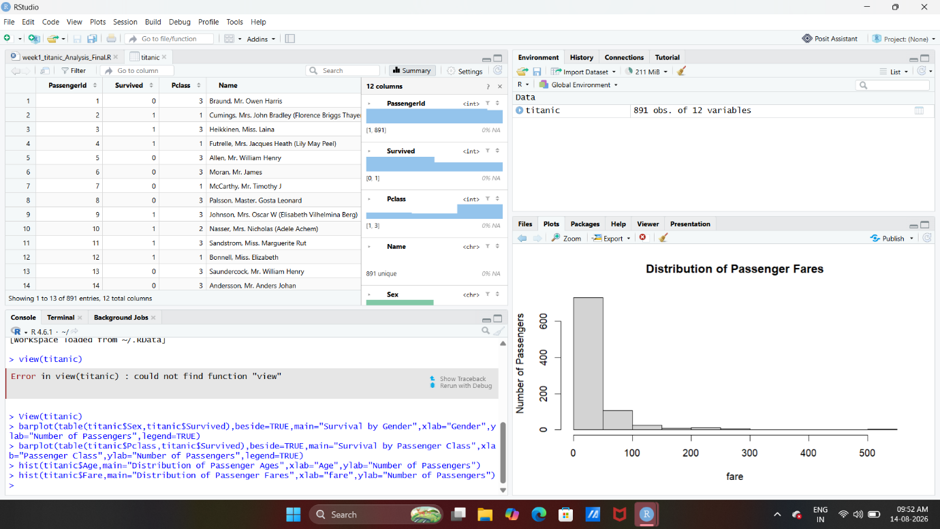 RStudio
File Edit Code View Plots Session Build Debug Profile Tools Help
Go to file/function Addins Posit Assistant Project: (None)
week1_titanic_Analysis_Final.R titanic
Filter Go to column Search Summary Settings
PassengerId Survived Pclass Name
1 1 0 3 Braund, Mr. Owen Harris
2 2 1 1 Cumings, Mrs. John Bradley (Florence Briggs Thaye
3 3 1 3 Heikkinen, Miss. Laina
4 4 1 1 Futrelle, Mrs. Jacques Heath (Lily May Peel)
5 5 0 3 Allen, Mr. William Henry
6 6 0 3 Moran, Mr. James
7 7 0 1 McCarthy, Mr. Timothy J
8 8 0 3 Palsson, Master. Gosta Leonard
9 9 1 3 Johnson, Mrs. Oscar W (Elisabeth Vilhelmina Berg)
10 10 1 2 Nasser, Mrs. Nicholas (Adele Achem)
11 11 1 3 Sandstrom, Miss. Marguerite Rut
12 12 1 1 Bonnell, Miss. Elizabeth
13 13 0 3 Saundercock, Mr. William Henry
14 14 0 3 Andersson, Mr. Anders Johan
Showing 1 to 13 of 891 entries, 12 total columns
12 columns
PassengerId <int>
[1, 891] 0% NA
Survived <int>
[0, 1] 0% NA
Pclass <int>
[1, 3] 0% NA
Name <chr>
891 unique 0% NA
Sex <chr>
Console Terminal Background Jobs
R 4.6.1 · ~/
[Workspace loaded from ~/.RData]
> view(titanic)
Error in view(titanic) : could not find function "view"
Show Traceback
Rerun with Debug
> View(titanic)
> barplot(table(titanic$Sex,titanic$Survived),beside=TRUE,main="Survival by Gender",xlab="Gender",y
lab="Number of Passengers",legend=TRUE)
> barplot(table(titanic$Pclass,titanic$Survived),beside=TRUE,main="Survival by Passenger Class",xla
b="Passenger Class",ylab="Number of Passengers",legend=TRUE)
> hist(titanic$Age,main="Distribution of Passenger Ages",xlab="Age",ylab="Number of Passengers")
> hist(titanic$Fare,main="Distribution of Passenger Fares",xlab="fare",ylab="Number of Passengers")
>
Environment History Connections Tutorial
Import Dataset 211 MiB List
R Global Environment
Data
titanic 891 obs. of 12 variables
Files Plots Packages Help Viewer Presentation
Zoom Export Publish
Distribution of Passenger Fares
Number of Passengers
600
400
200
0
0 100 200 300 400 500
fare
Search
ENG
IN
09:52 AM
14-08-2026